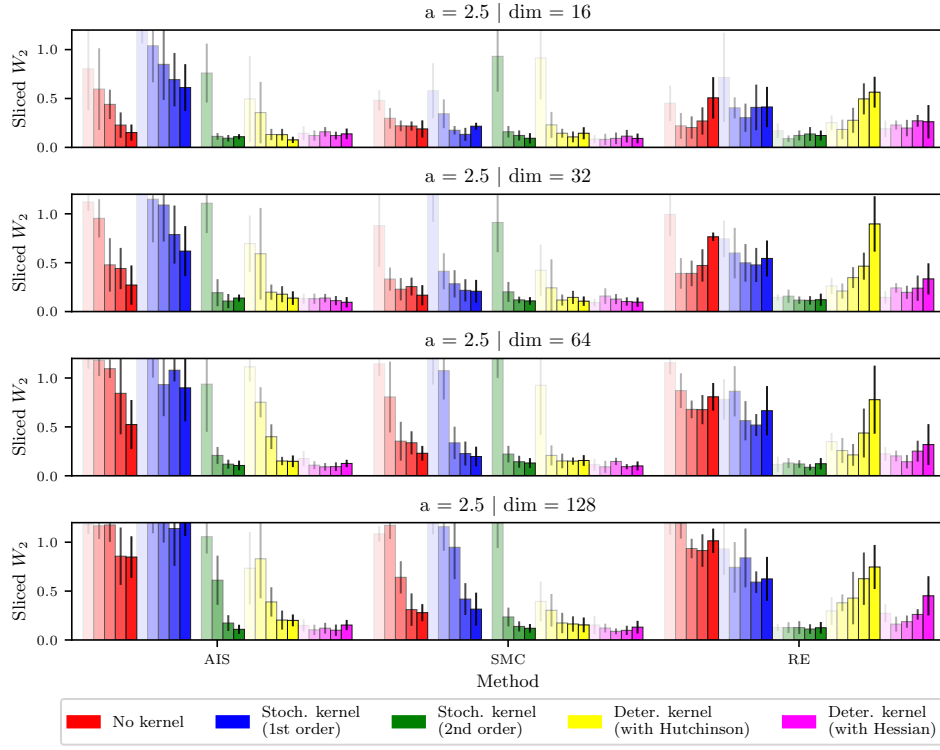 a = 2.5 | dim = 16
Sliced W₂
1.0
0.5
0.0
a = 2.5 | dim = 32
Sliced W₂
1.0
0.5
0.0
a = 2.5 | dim = 64
Sliced W₂
1.0
0.5
0.0
a = 2.5 | dim = 128
Sliced W₂
1.0
0.5
0.0
AIS SMC RE
Method
No kernel
Stoch. kernel
(1st order)
Stoch. kernel
(2nd order)
Deter. kernel
(with Hutchinson)
Deter. kernel
(with Hessian)